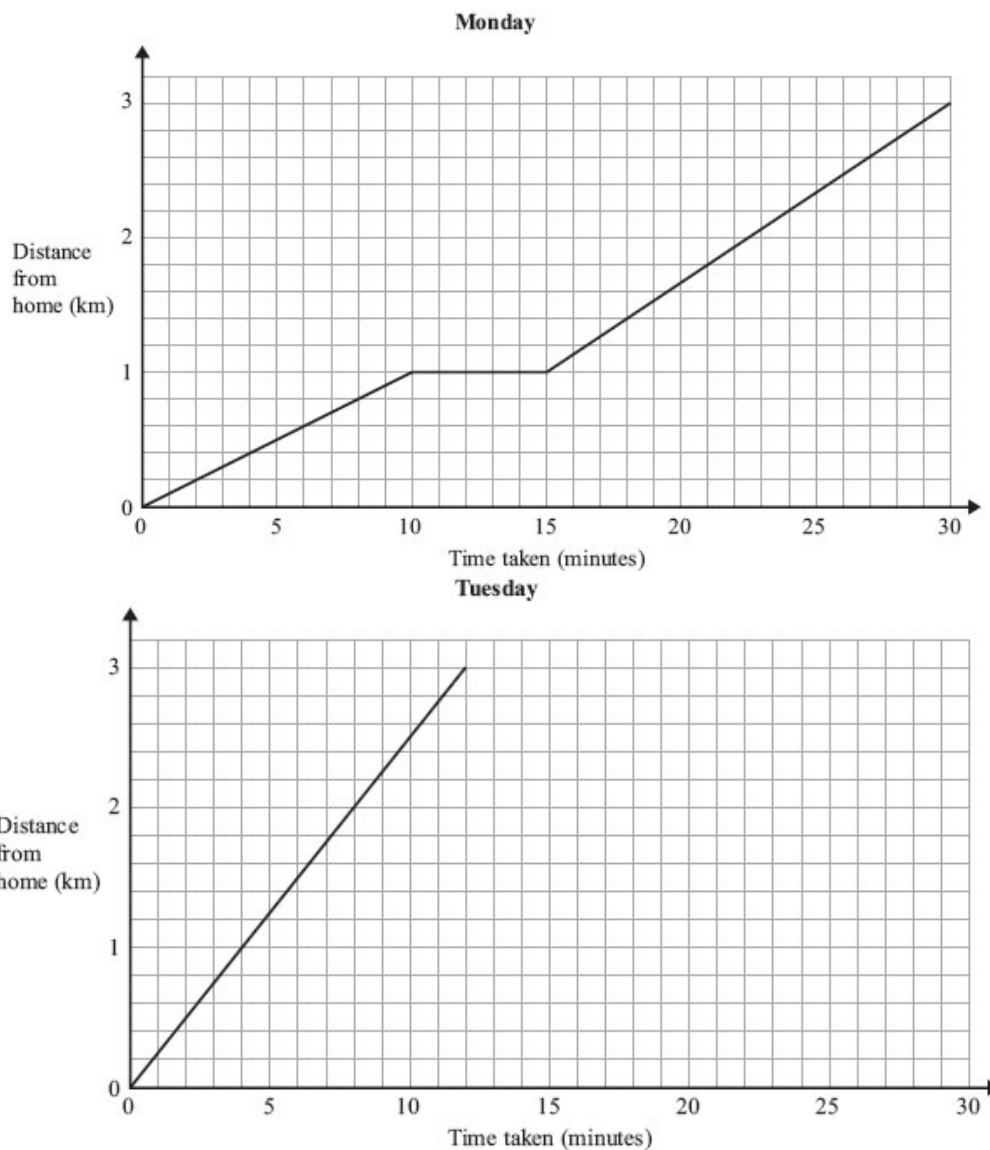 Monday
3
2
Distance
from
home (km)
1
0
0 5 10 15 20 25 30
Time taken (minutes)
Tuesday
3
2
Distance
from
home (km)
1
0
0 5 10 15 20 25 30
Time taken (minutes)